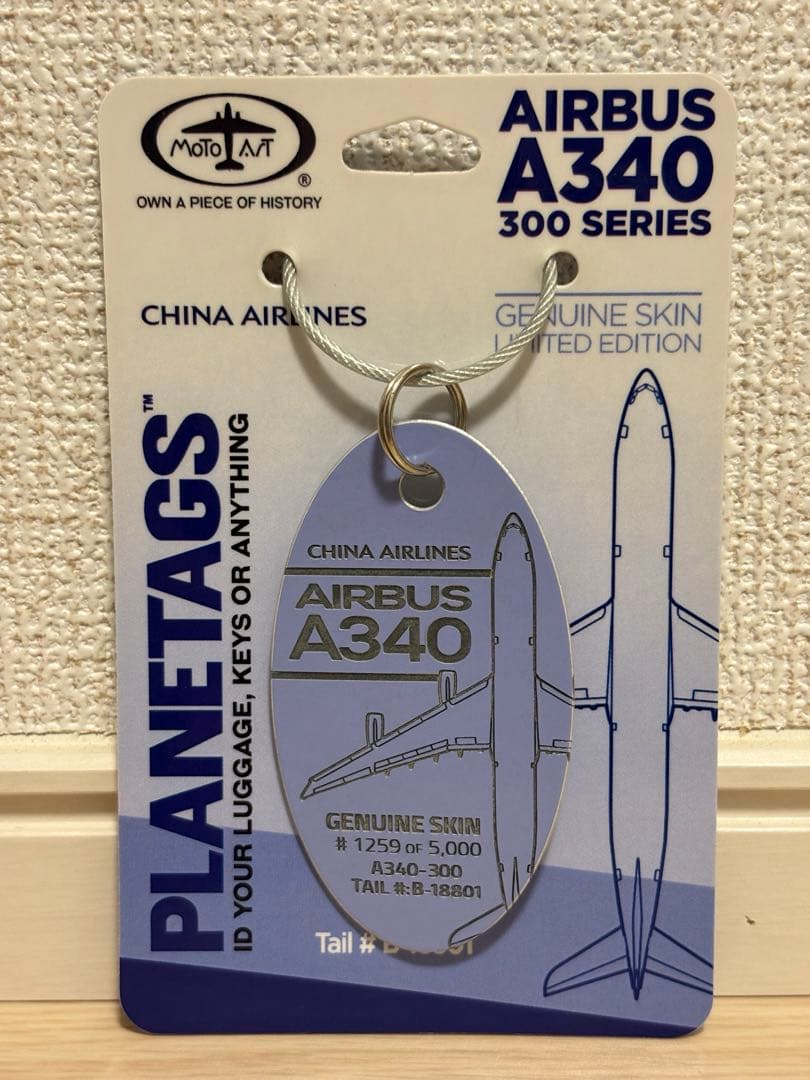 MOTO ART
®
OWN A PIECE OF HISTORY
AIRBUS
A340
300 SERIES
CHINA AIRLINES
GENUINE SKIN
LIMITED EDITION
PLANETAGS™
ID YOUR LUGGAGE, KEYS OR ANYTHING
CHINA AIRLINES
AIRBUS
A340
GENUINE SKIN
# 1259 OF 5,000
A340-300
TAIL #:B-18801
Tail #